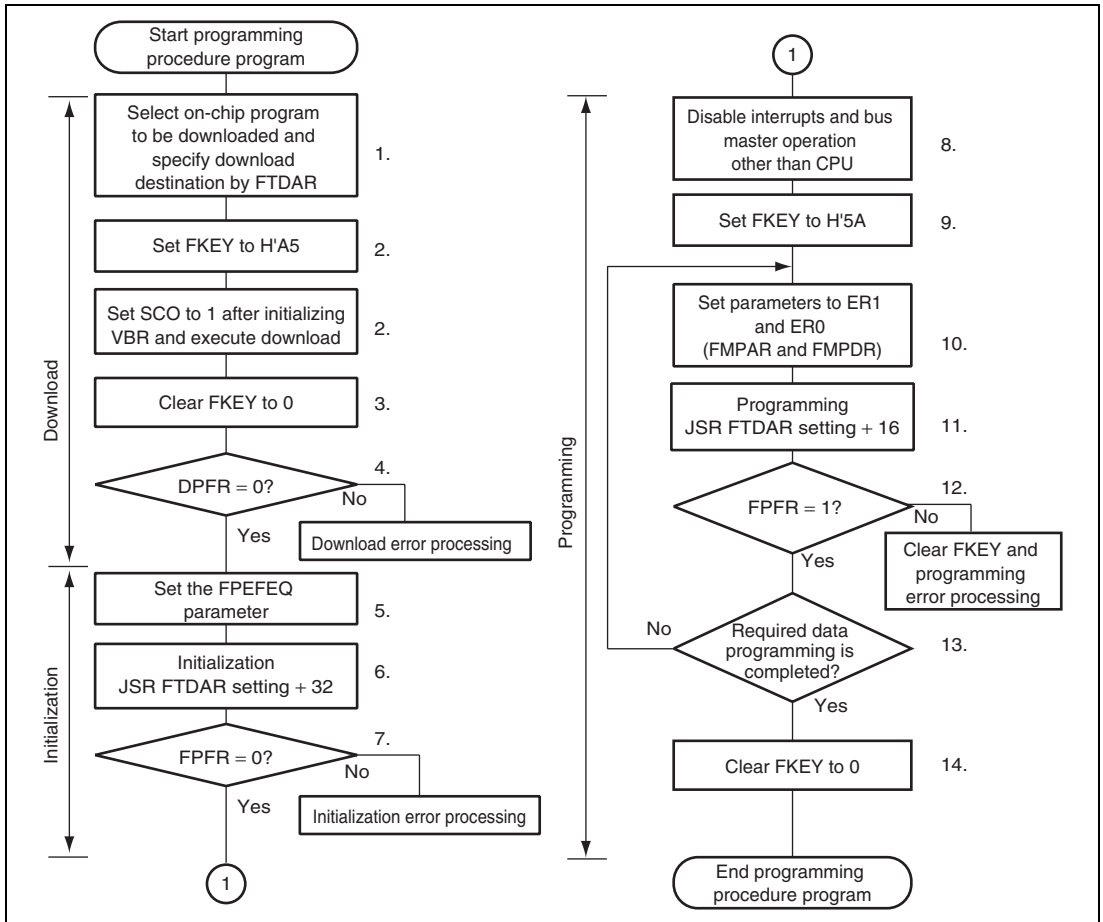 Start programming
procedure program
Download
Select on-chip program
to be downloaded and
specify download
destination by FTDAR
1.
Set FKEY to H'A5
2.
Set SCO to 1 after initializing
VBR and execute download
2.
Clear FKEY to 0
3.
4.
DPFR = 0?
No
Yes
Download error processing
Initialization
Set the FPEFEQ
parameter
5.
Initialization
JSR FTDAR setting + 32
6.
7.
FPFR = 0?
No
Yes
Initialization error processing
1
1
Programming
Disable interrupts and bus
master operation
other than CPU
8.
Set FKEY to H'5A
9.
Set parameters to ER1
and ER0
(FMPAR and FMPDR)
10.
Programming
JSR FTDAR setting + 16
11.
12.
FPFR = 1?
No
Yes
Clear FKEY and
programming
error processing
No
Required data
programming is
completed?
13.
Yes
Clear FKEY to 0
14.
End programming
procedure program